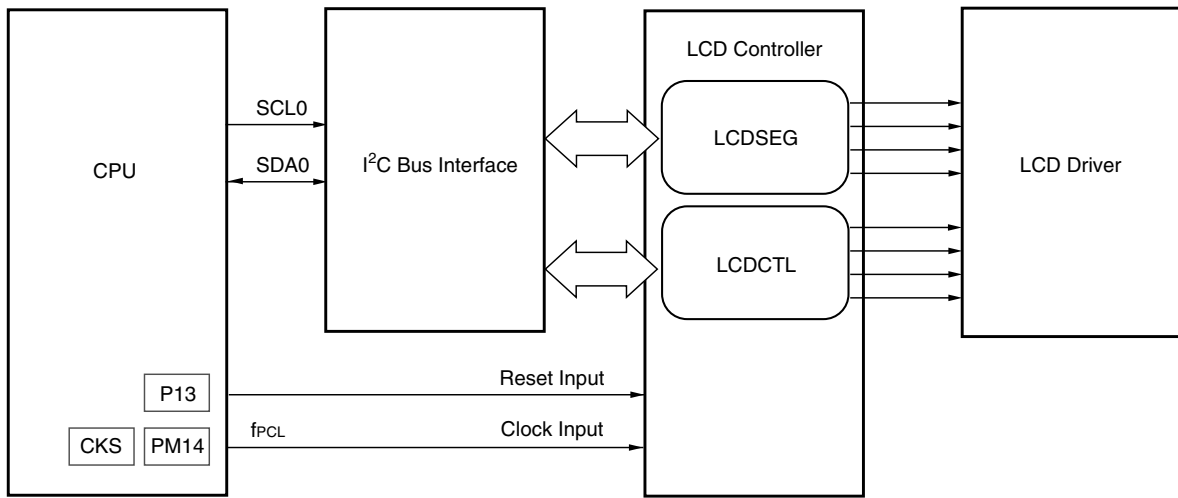 CPU
SCL0
SDA0
I²C Bus Interface
LCD Controller
LCDSEG
LCDCTL
LCD Driver
P13
Reset Input
CKS
PM14
fPCL
Clock Input